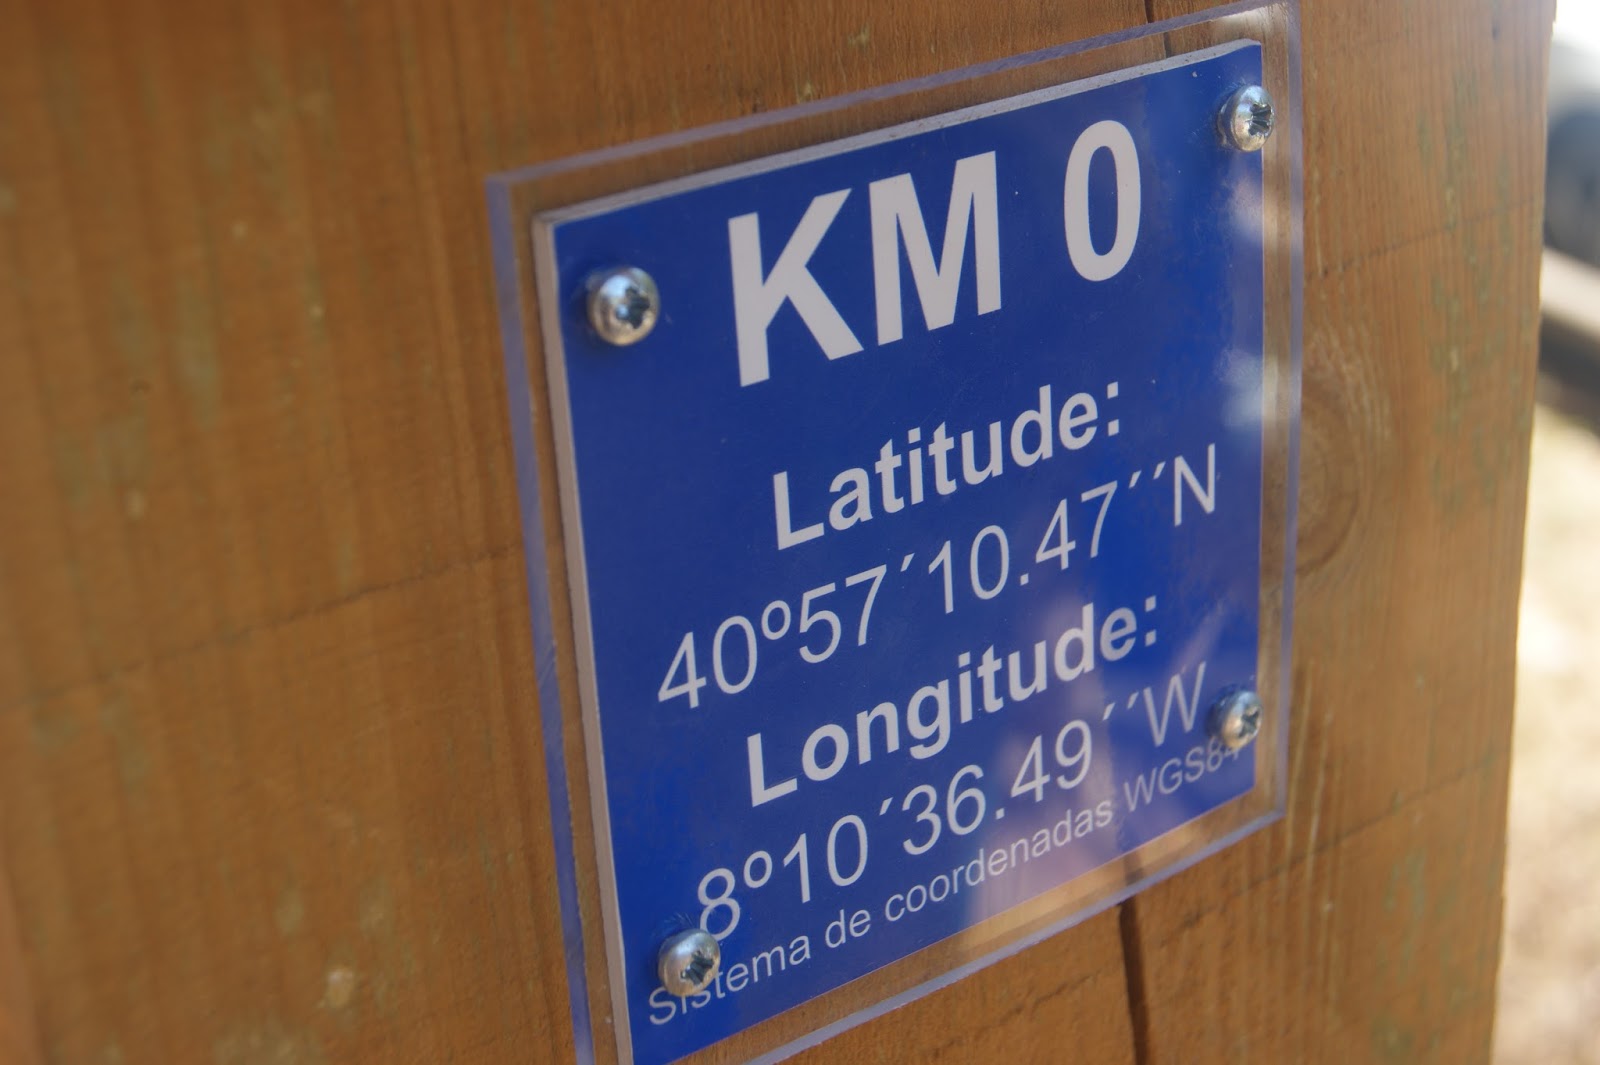 KM 0
Latitude:
40º57´10.47´´N
Longitude:
8º10´36.49´´W
Sistema de coordenadas WGS84